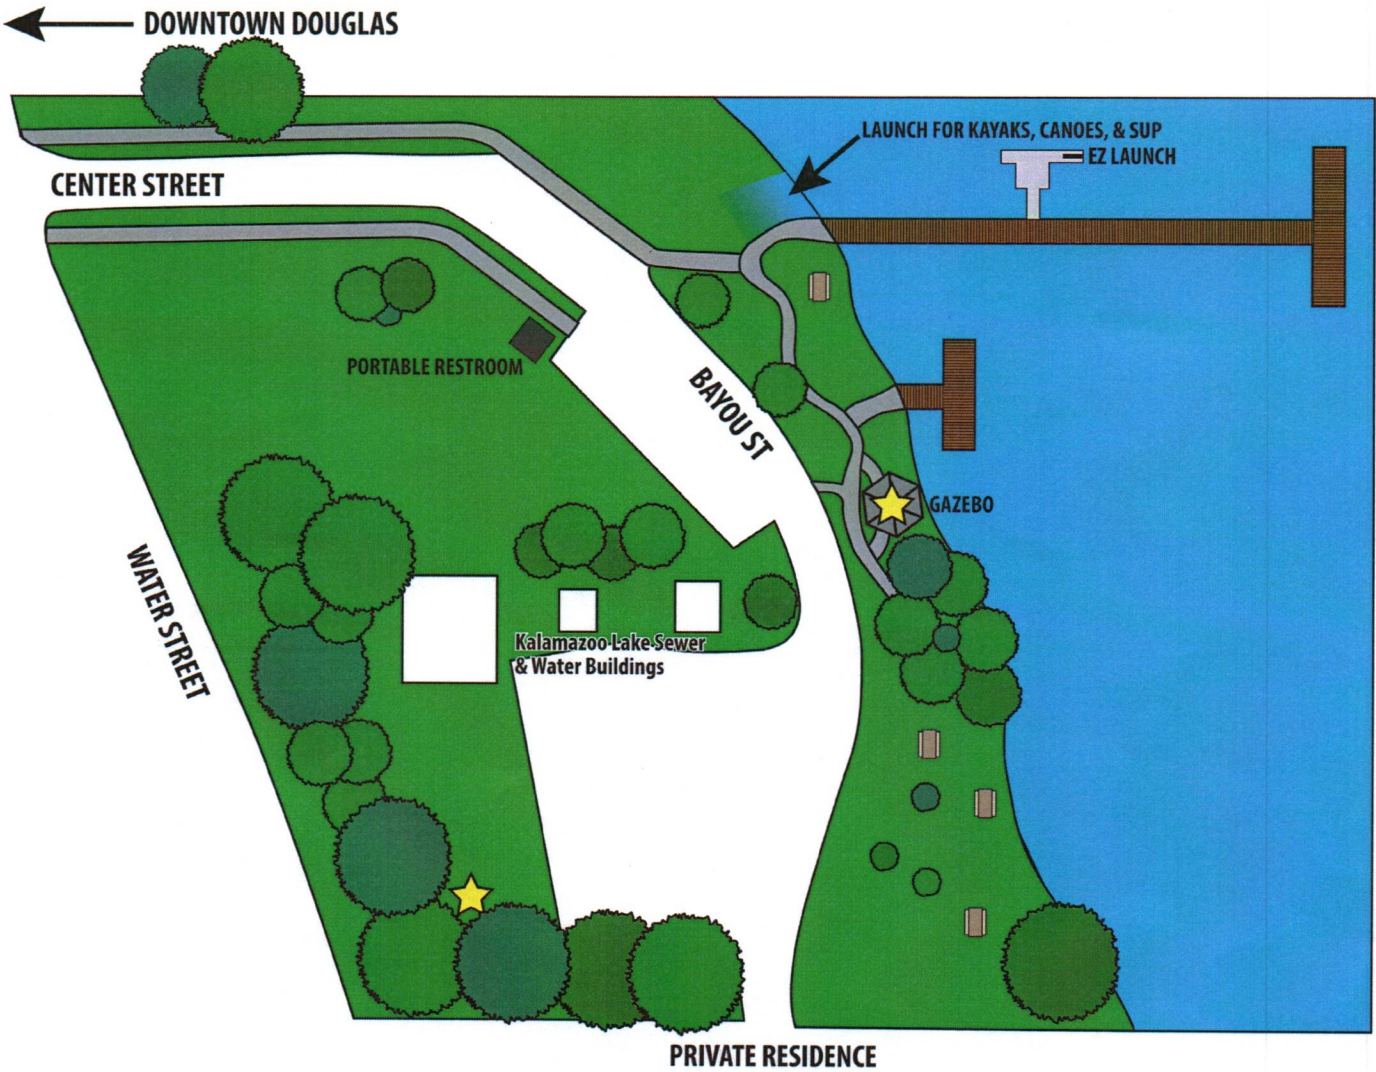 DOWNTOWN DOUGLAS
LAUNCH FOR KAYAKS, CANOES, & SUP
EZ LAUNCH
CENTER STREET
PORTABLE RESTROOM
BAYOU ST
GAZEBO
WATER STREET
Kalamazoo Lake Sewer
& Water Buildings
PRIVATE RESIDENCE